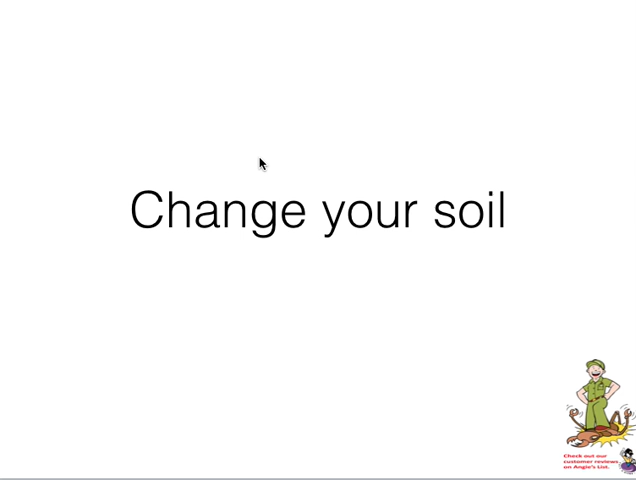 Change your soil
Check out our
customer reviews
on Angie's List.